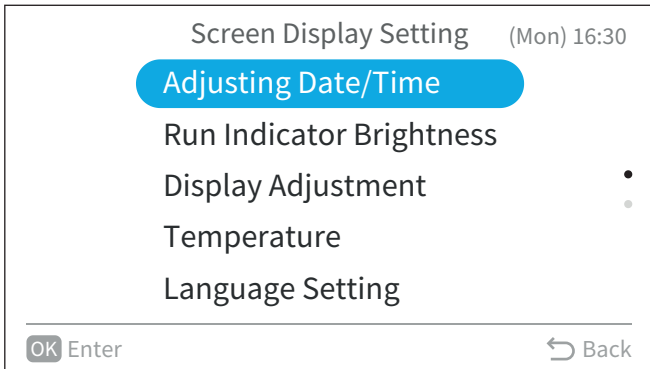 Screen Display Setting (Mon) 16:30
Adjusting Date/Time
Run Indicator Brightness
Display Adjustment
Temperature
Language Setting
OK Enter Back